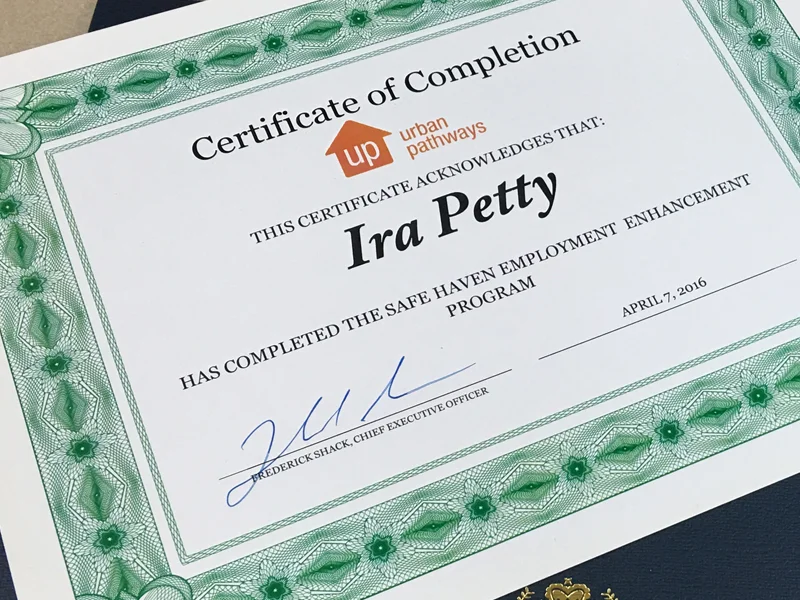 Certificate of Completion
up urban
pathways
THIS CERTIFICATE ACKNOWLEDGES THAT:
Ira Petty
HAS COMPLETED THE SAFE HAVEN EMPLOYMENT ENHANCEMENT
PROGRAM
APRIL 7, 2016
FREDERICK SHACK, CHIEF EXECUTIVE OFFICER